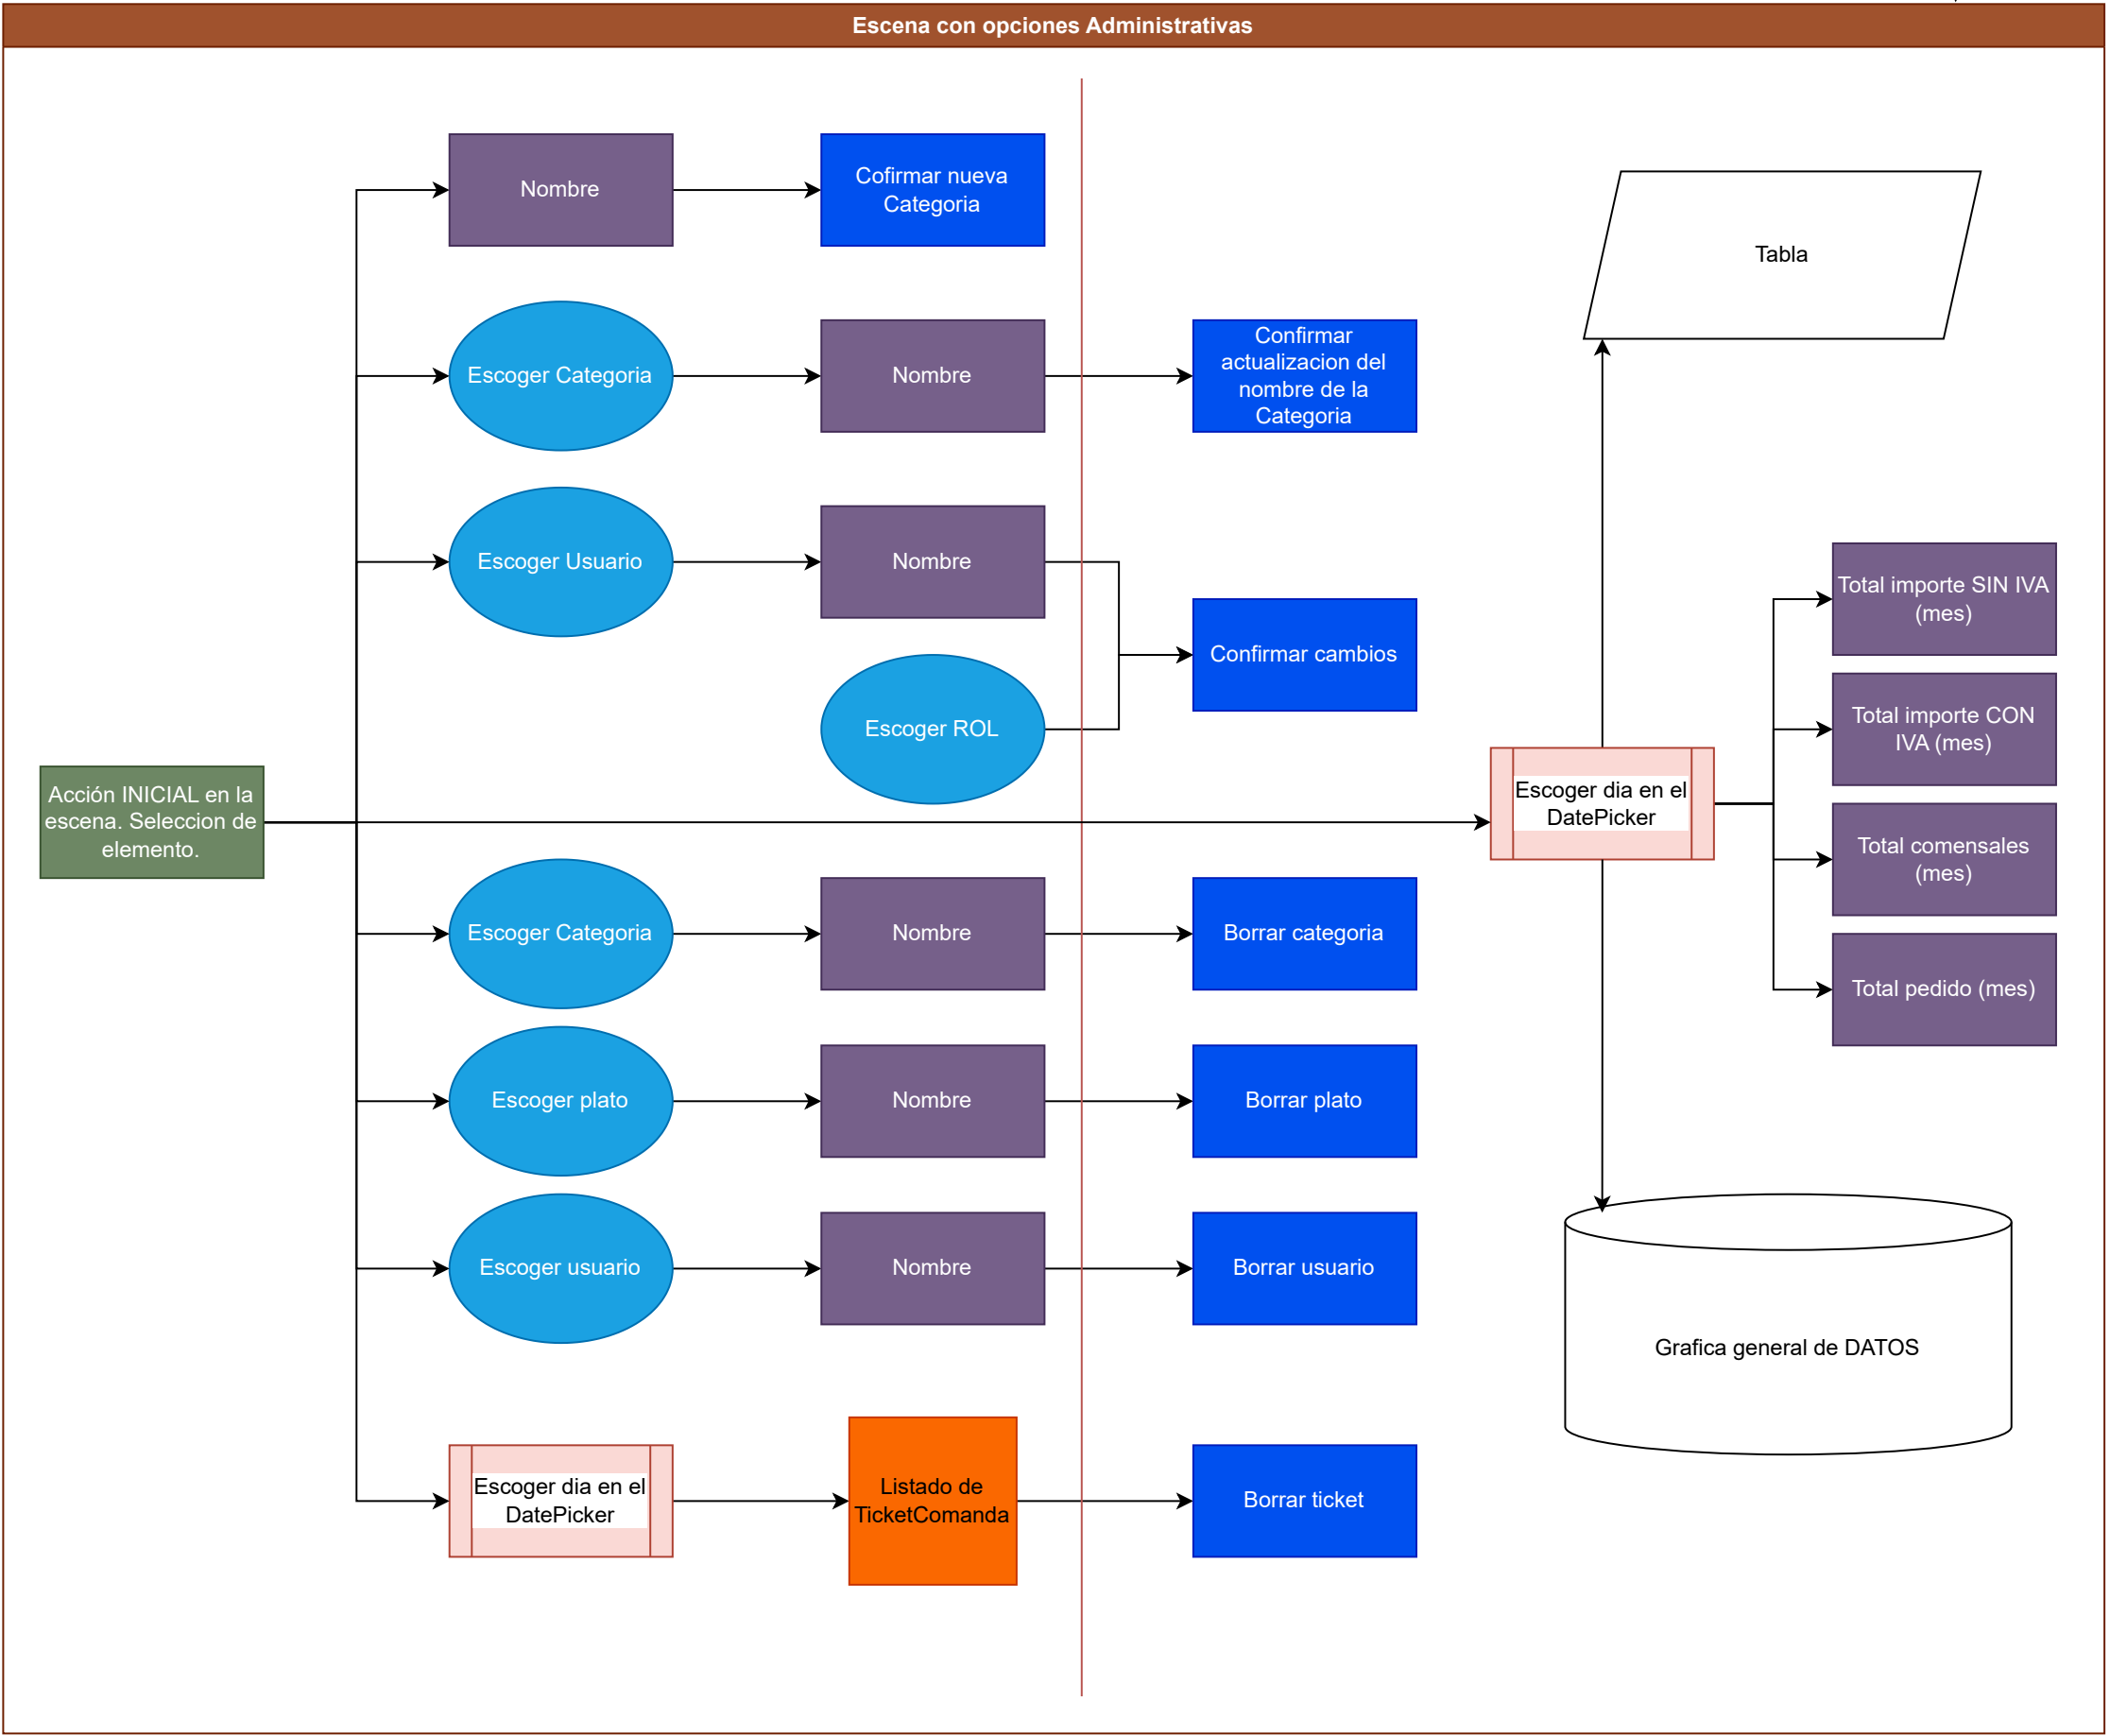 Escena con opciones Administrativas
Nombre
Cofirmar nueva
Categoria
Tabla
Escoger Categoria
Nombre
Confirmar
actualizacion del
nombre de la
Categoria
Escoger Usuario
Nombre
Total importe SIN IVA
(mes)
Confirmar cambios
Escoger ROL
Total importe CON
IVA (mes)
Acción INICIAL en la
escena. Seleccion de
elemento.
Escoger dia en el
DatePicker
Total comensales
(mes)
Escoger Categoria
Nombre
Borrar categoria
Total pedido (mes)
Escoger plato
Nombre
Borrar plato
Escoger usuario
Nombre
Borrar usuario
Grafica general de DATOS
Escoger dia en el
DatePicker
Listado de
TicketComanda
Borrar ticket